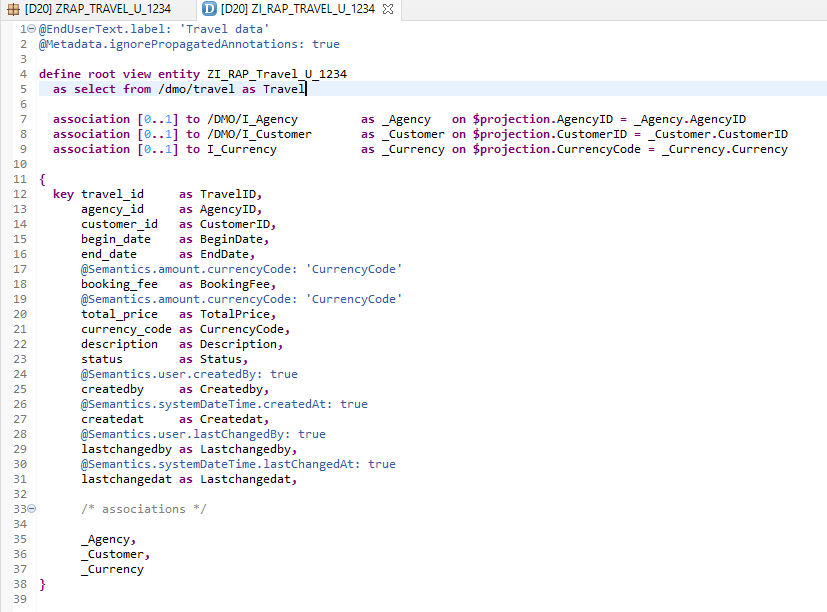 [D20] ZRAP_TRAVEL_U_1234 [D20] ZI_RAP_TRAVEL_U_1234
1 @EndUserText.label: 'Travel data'
2 @Metadata.ignorePropagatedAnnotations: true
3
4 define root view entity ZI_RAP_Travel_U_1234
5 as select from /dmo/travel as Travel
6
7 association [0..1] to /DMO/I_Agency as _Agency on $projection.AgencyID = _Agency.AgencyID
8 association [0..1] to /DMO/I_Customer as _Customer on $projection.CustomerID = _Customer.CustomerID
9 association [0..1] to I_Currency as _Currency on $projection.CurrencyCode = _Currency.Currency
10
11 {
12 key travel_id as TravelID,
13 agency_id as AgencyID,
14 customer_id as CustomerID,
15 begin_date as BeginDate,
16 end_date as EndDate,
17 @Semantics.amount.currencyCode: 'CurrencyCode'
18 booking_fee as BookingFee,
19 @Semantics.amount.currencyCode: 'CurrencyCode'
20 total_price as TotalPrice,
21 currency_code as CurrencyCode,
22 description as Description,
23 status as Status,
24 @Semantics.user.createdBy: true
25 createdby as Createdby,
26 @Semantics.systemDateTime.createdAt: true
27 createdat as Createdat,
28 @Semantics.user.lastChangedBy: true
29 lastchangedby as Lastchangedby,
30 @Semantics.systemDateTime.lastChangedAt: true
31 lastchangedat as Lastchangedat,
32
33 /* associations */
34
35 _Agency,
36 _Customer,
37 _Currency
38 }
39